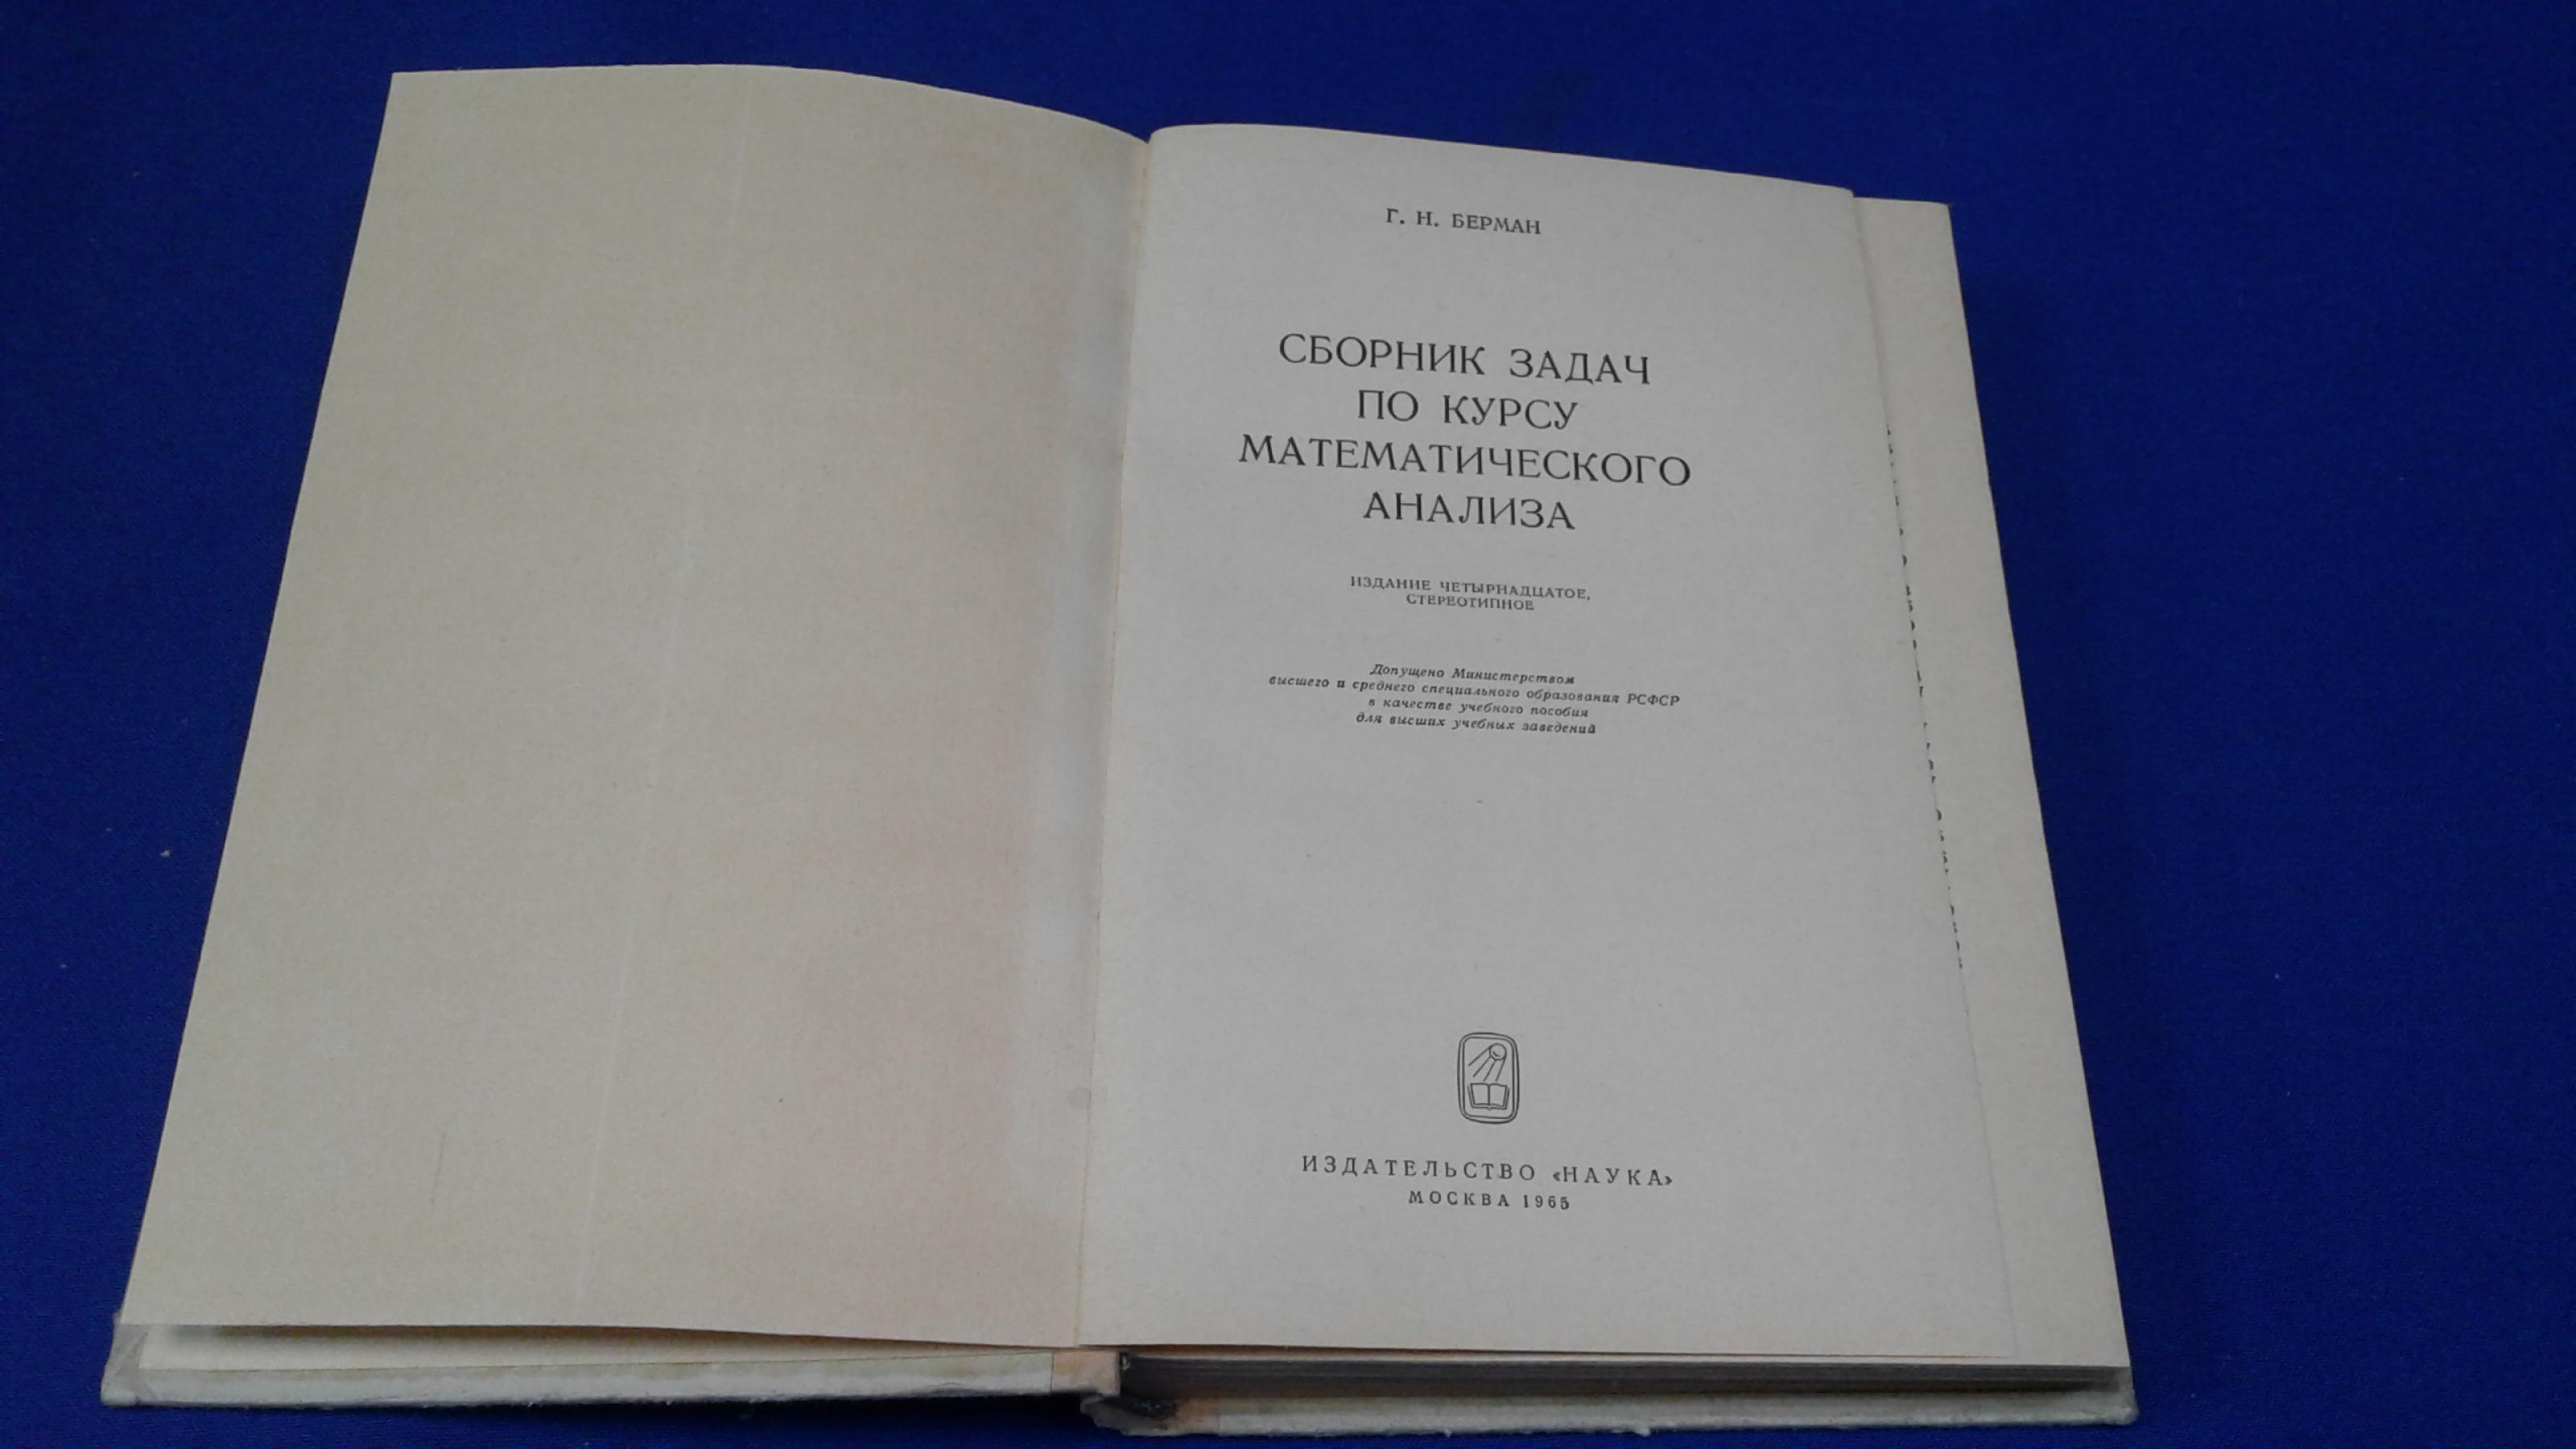 Г. Н. БЕРМАН
СБОРНИК ЗАДАЧ
ПО КУРСУ
МАТЕМАТИЧЕСКОГО
АНАЛИЗА
ИЗДАНИЕ ЧЕТЫРНАДЦАТОЕ,
СТЕРЕОТИПНОЕ
Допущено Министерством
высшего и среднего специального образования РСФСР
в качестве учебного пособия
для высших учебных заведений
ИЗДАТЕЛЬСТВО «НАУКА»
МОСКВА 1965